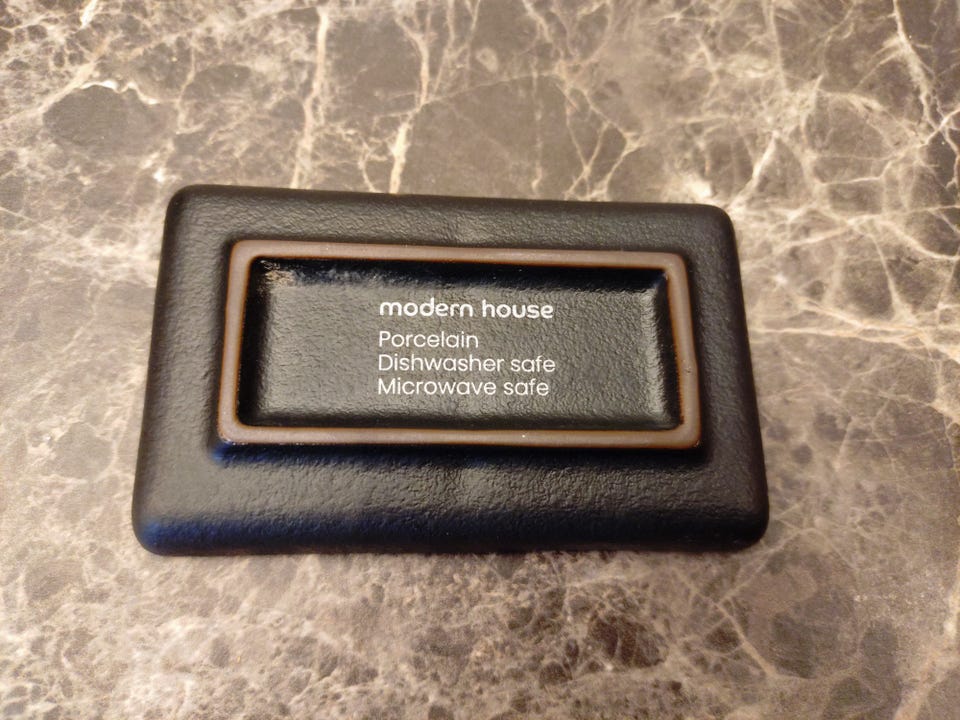 modern house
Porcelain
Dishwasher safe
Microwave safe